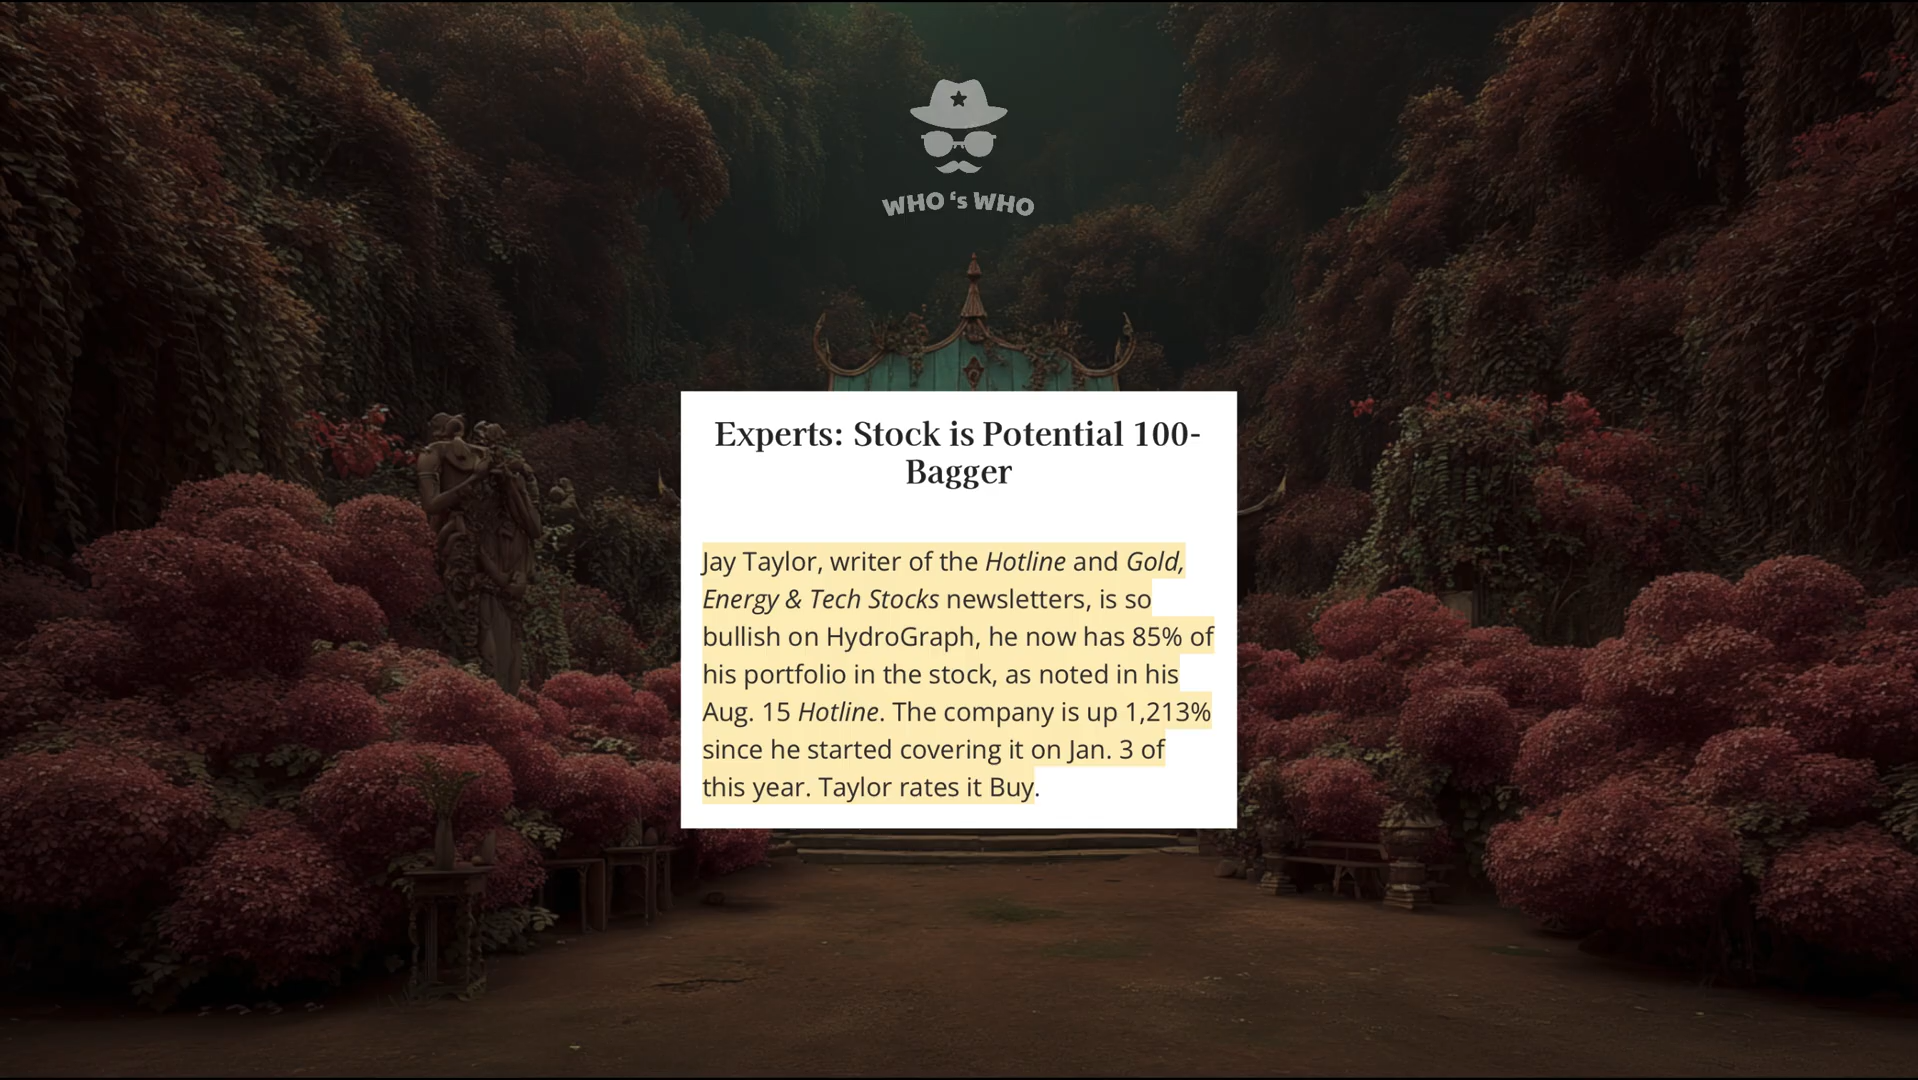 WHO 's WHO
Experts: Stock is Potential 100-
Bagger
Jay Taylor, writer of the Hotline and Gold,
Energy & Tech Stocks newsletters, is so
bullish on HydroGraph, he now has 85% of
his portfolio in the stock, as noted in his
Aug. 15 Hotline. The company is up 1,213%
since he started covering it on Jan. 3 of
this year. Taylor rates it Buy.